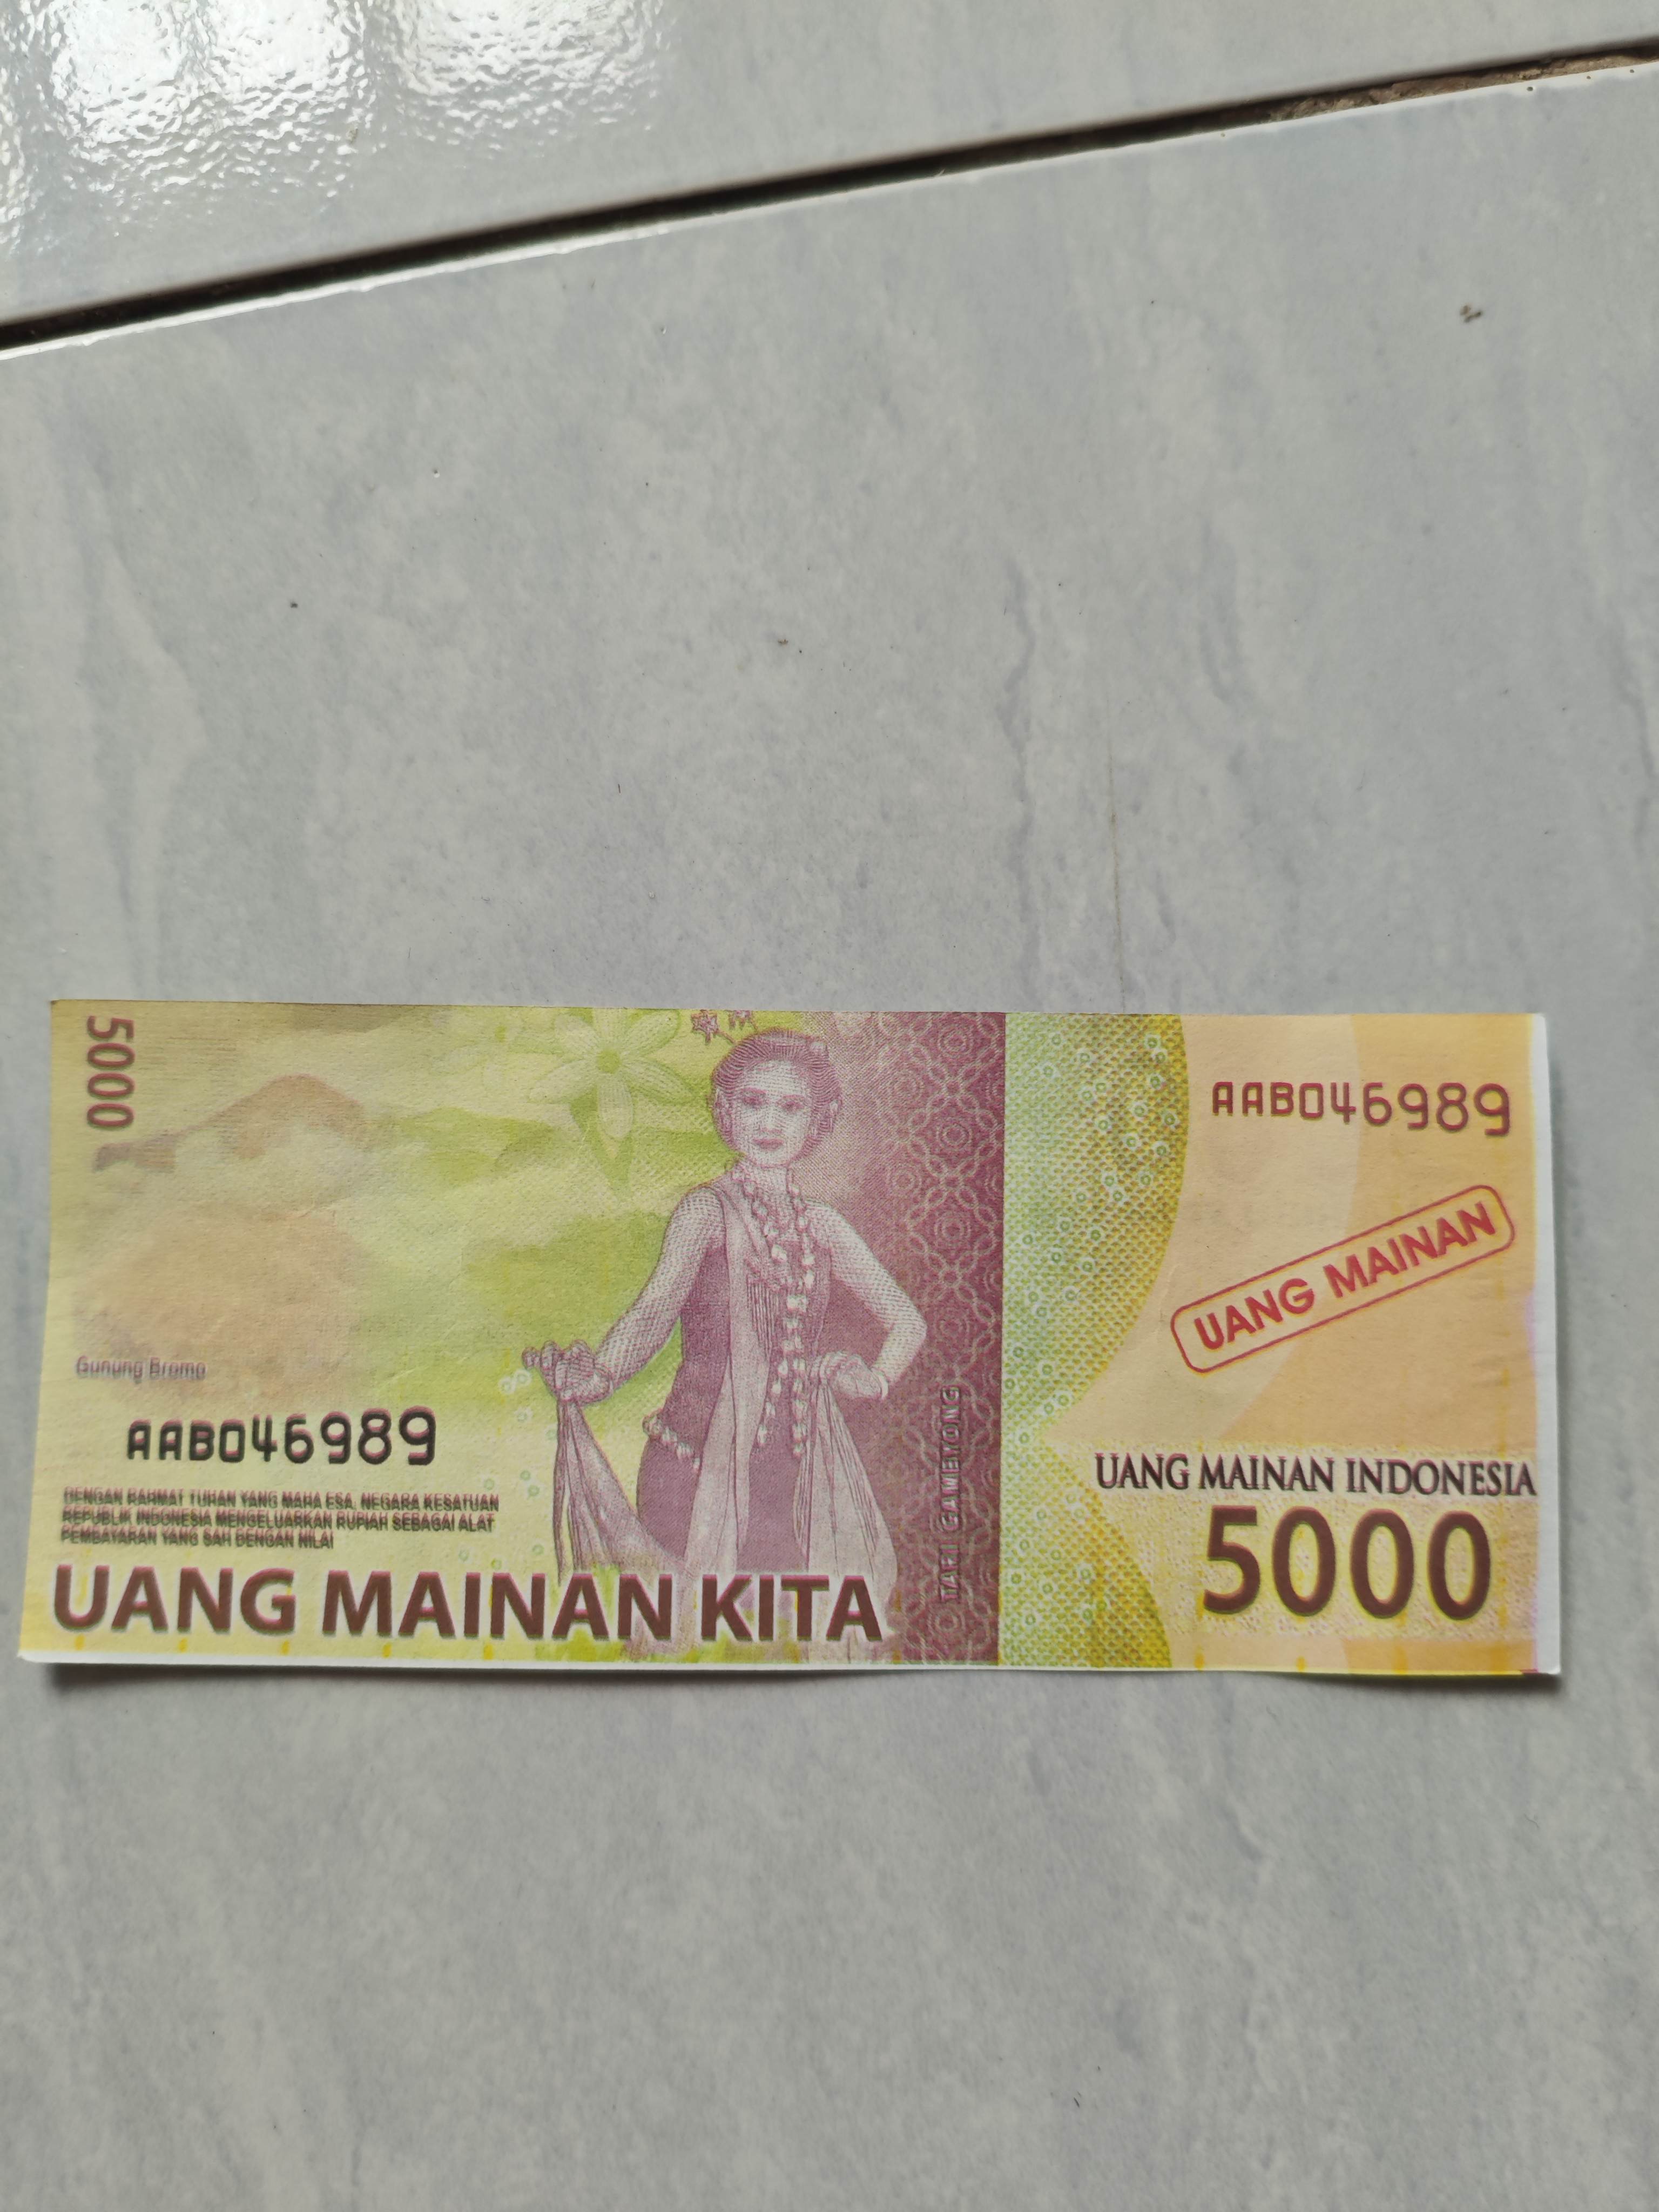 5000
AAB046989
UANG MAINAN
Gunung Bromo
AAB046989
DENGAN RAHMAT TUHAN YANG MAHA ESA, NEGARA KESATUAN
REPUBLIK INDONESIA MENGELUARKAN RUPIAH SEBAGAI ALAT
PEMBAYARAN YANG SAH DENGAN NILAI
UANG MAINAN KITA
TARI GAMBYONG
UANG MAINAN INDONESIA
5000